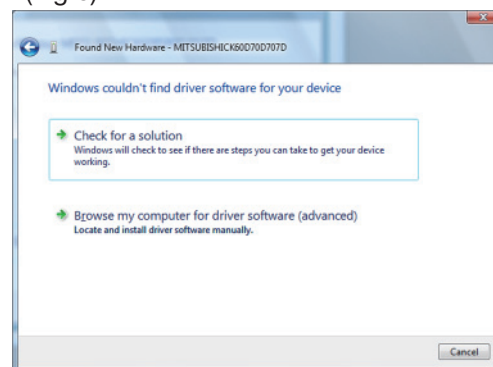 Found New Hardware - MITSUBISHICK60D70D707D
Windows couldn't find driver software for your device
Check for a solution
Windows will check to see if there are steps you can take to get your device
working.
Browse my computer for driver software (advanced)
Locate and install driver software manually.
Cancel